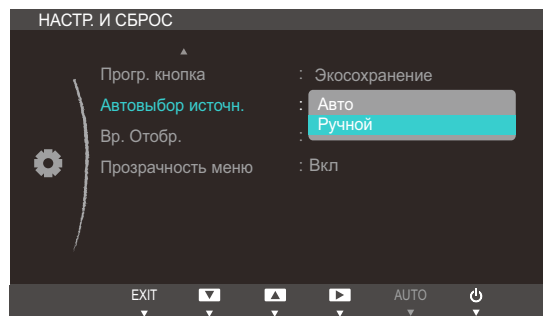 НАСТР. И СБРОС
Прогр. кнопка : Экосохранение
Автовыбор источн. : Авто
Ручной
Вр. Отобр. :
Прозрачность меню : Вкл
EXIT AUTO